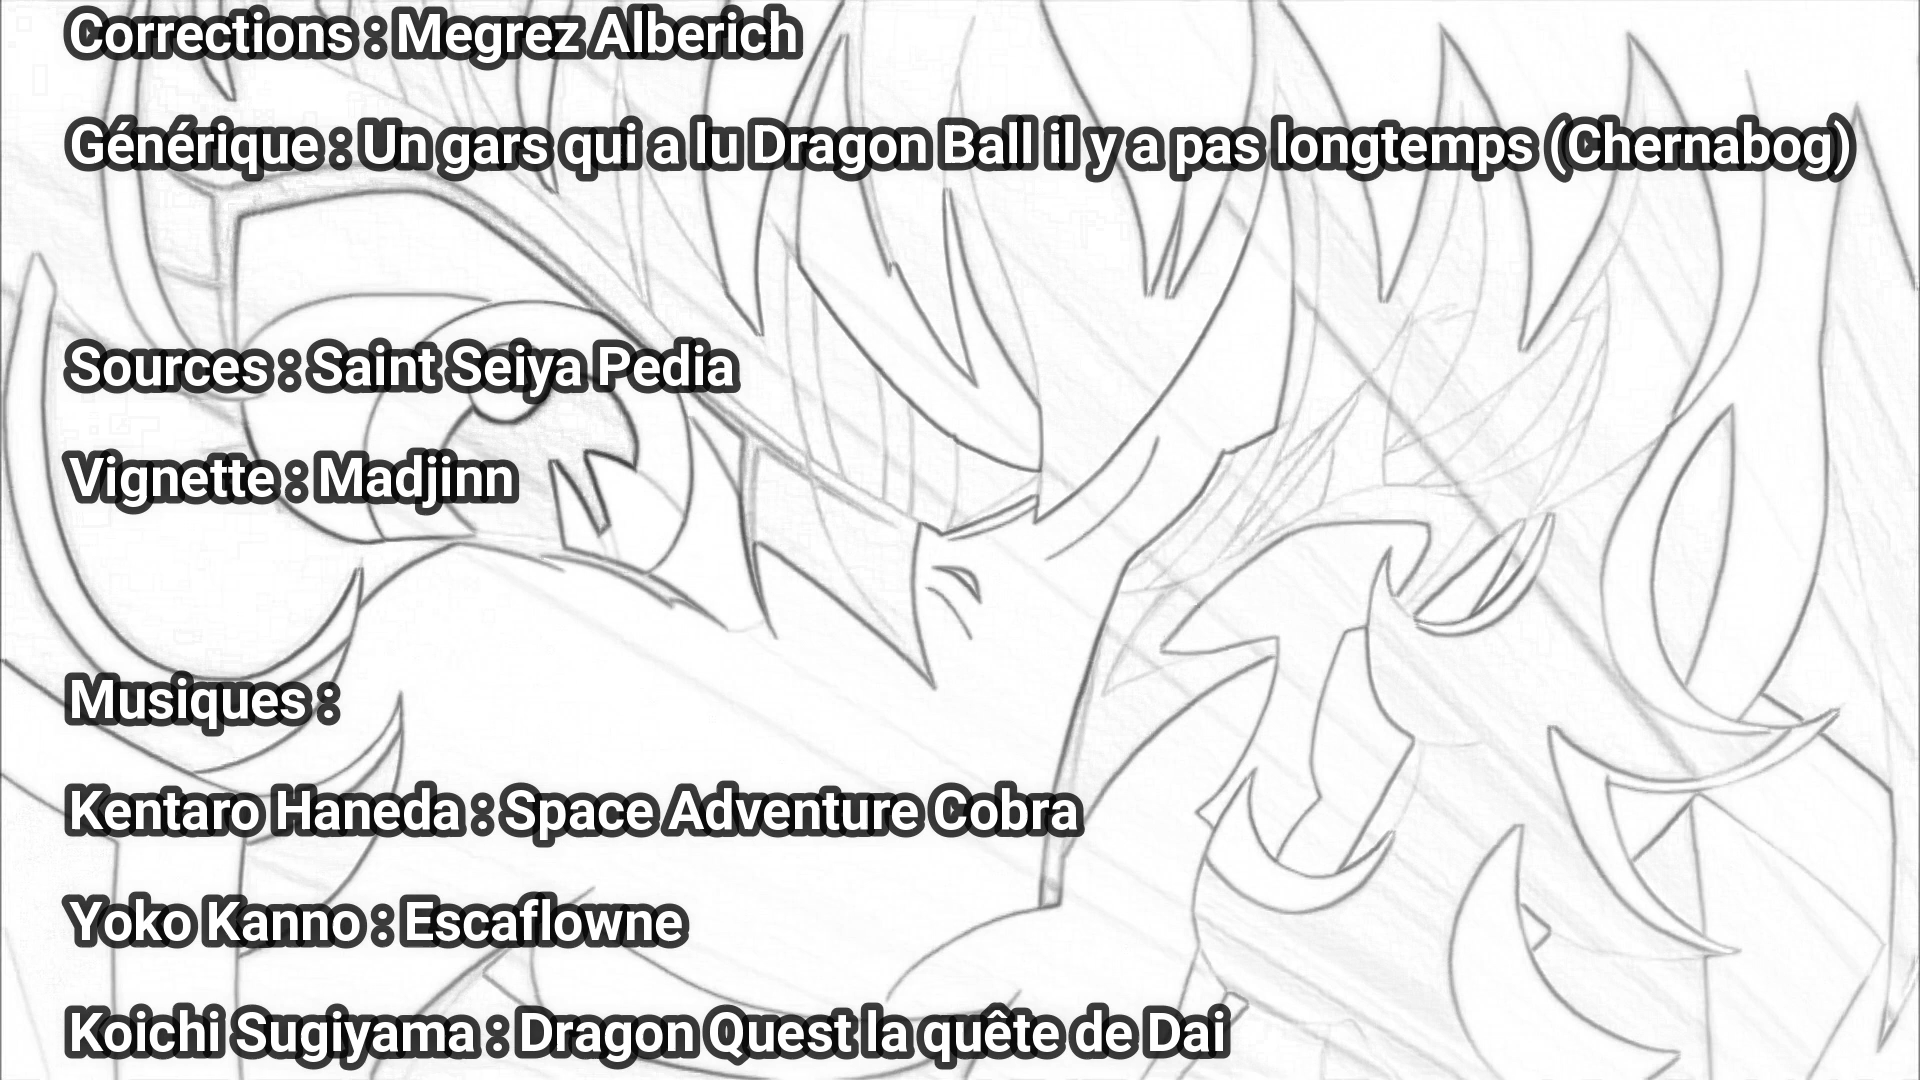 Corrections : Megrez Alberich
Générique : Un gars qui a lu Dragon Ball il y a pas longtemps (Chernabog)
Sources : Saint Seiya Pedia
Vignette : Madjinn
Musiques :
Kentaro Haneda : Space Adventure Cobra
Yoko Kanno : Escaflowne
Koichi Sugiyama : Dragon Quest la quête de Dai